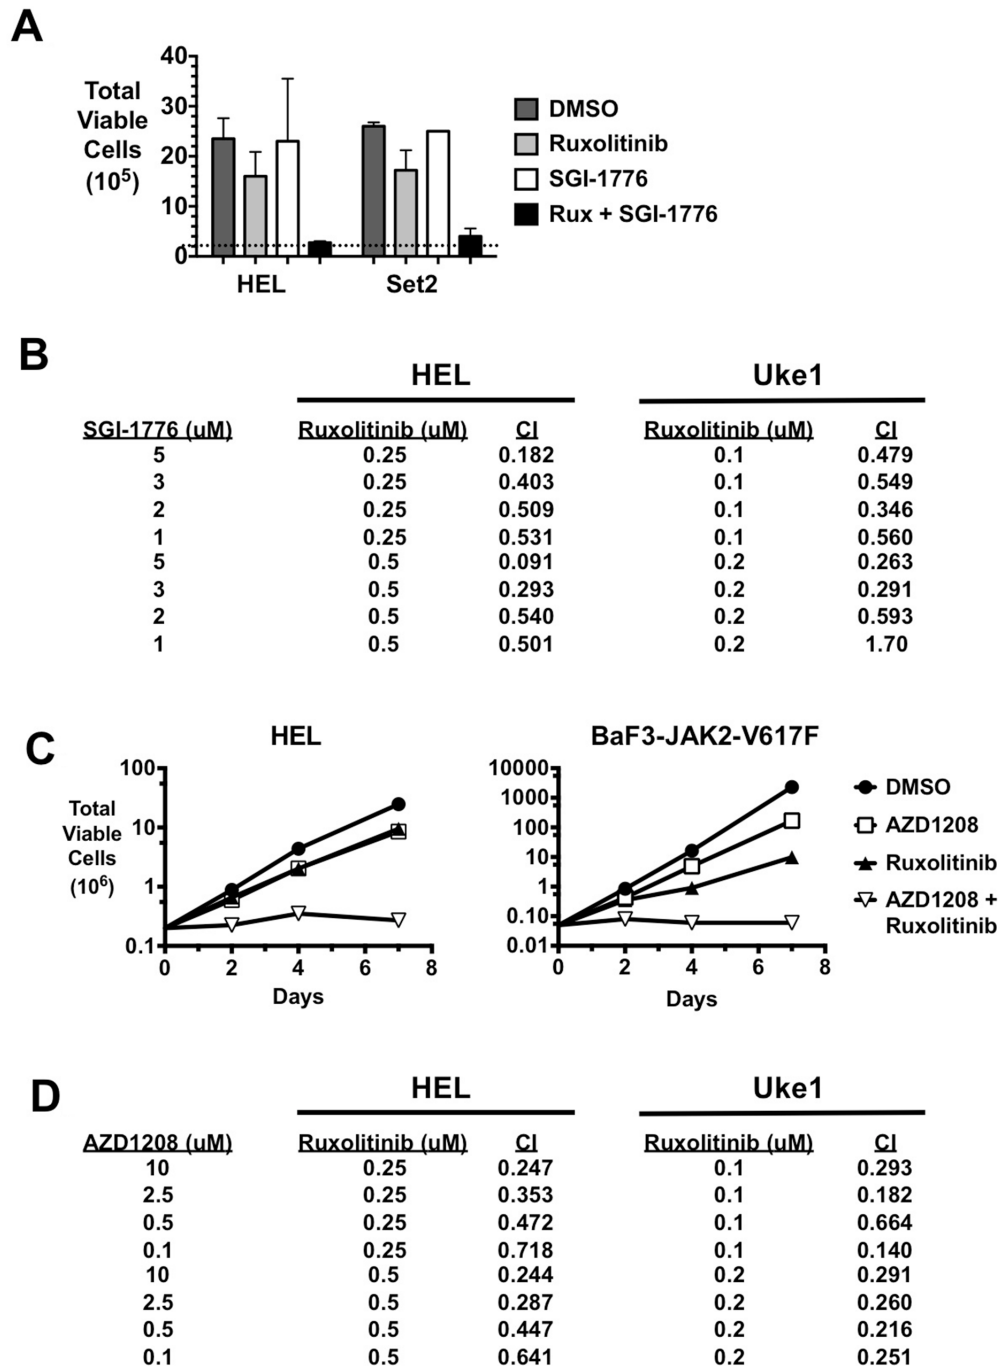 A
Total
Viable
Cells
(10⁵)
40
30
20
10
0
HEL
Set2
DMSO
Ruxolitinib
SGI-1776
Rux + SGI-1776
B
HEL Uke1
SGI-1776 (uM) Ruxolitinib (uM) CI Ruxolitinib (uM) CI
5 0.25 0.182 0.1 0.479
3 0.25 0.403 0.1 0.549
2 0.25 0.509 0.1 0.346
1 0.25 0.531 0.1 0.560
5 0.5 0.091 0.2 0.263
3 0.5 0.293 0.2 0.291
2 0.5 0.540 0.2 0.593
1 0.5 0.501 0.2 1.70
C
HEL
Total
Viable
Cells
(10⁶)
100
10
1
0.1
0 2 4 6 8
Days
BaF3-JAK2-V617F
10000
1000
100
10
1
0.10
0.01
0 2 4 6 8
Days
DMSO
AZD1208
Ruxolitinib
AZD1208 +
Ruxolitinib
D
HEL Uke1
AZD1208 (uM) Ruxolitinib (uM) CI Ruxolitinib (uM) CI
10 0.25 0.247 0.1 0.293
2.5 0.25 0.353 0.1 0.182
0.5 0.25 0.472 0.1 0.664
0.1 0.25 0.718 0.1 0.140
10 0.5 0.244 0.2 0.291
2.5 0.5 0.287 0.2 0.260
0.5 0.5 0.447 0.2 0.216
0.1 0.5 0.641 0.2 0.251